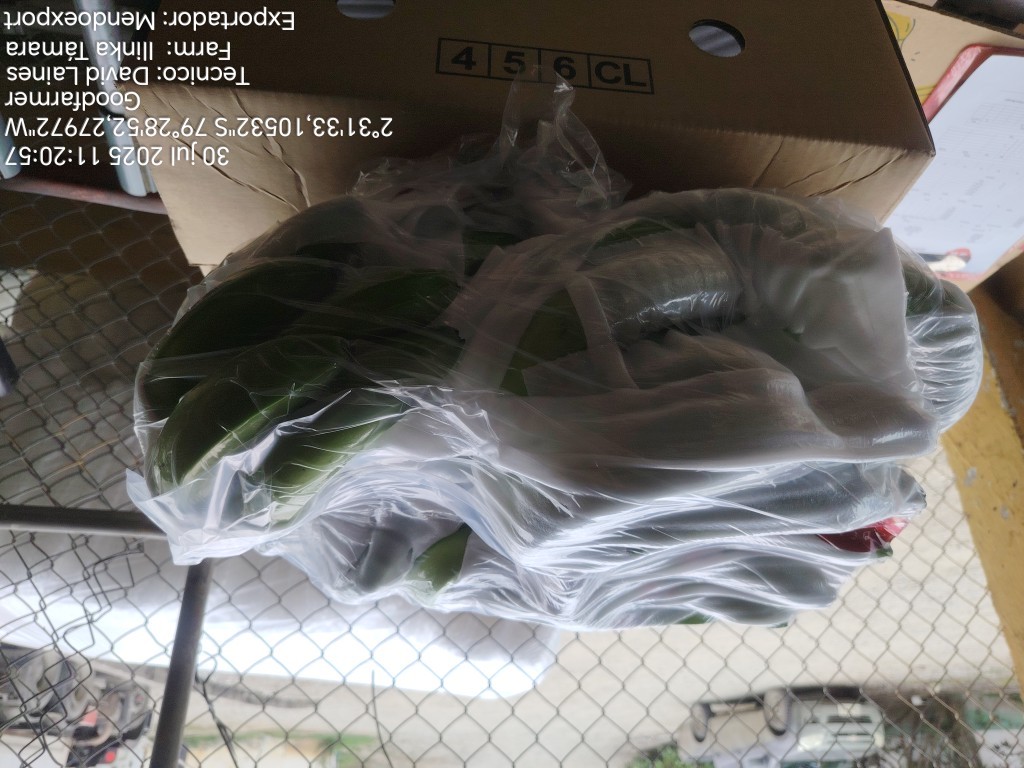 4 5 6 CL
30 jul 2025 11:20:57
2°31'33,10532"S 79°28'52,27972"W
Goodfarmer
Tecnico: David Laines
Farm: Ilinka Támara
Exportador: Mendoexport